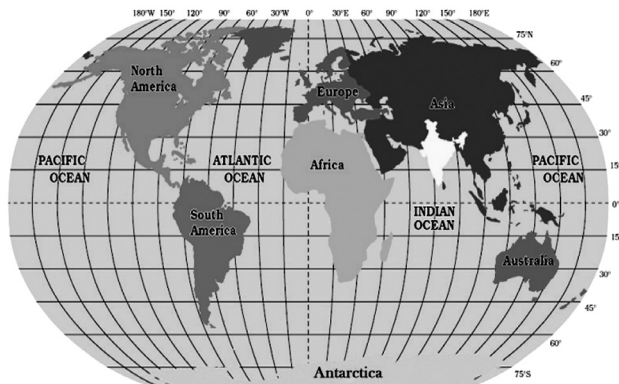 180°W 150° 120° 90° 60° 30° 0° 30°E 60° 90° 120° 150° 180°E
75°N
60°
45°
30
15
0°
15
30
45°
60°
75°S
North
America
Europe
Asia
PACIFIC
OCEAN
ATLANTIC
OCEAN
Africa
PACIFIC
OCEAN
South
America
INDIAN
OCEAN
Australia
Antarctica